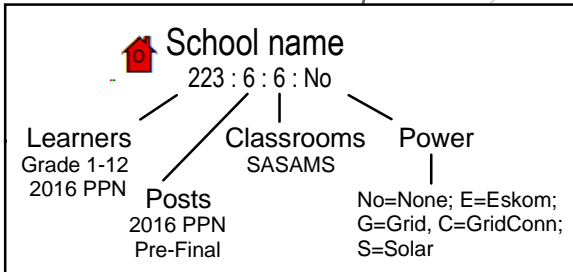 School name
223 : 6 : 6 : No
Learners
Grade 1-12
2016 PPN
Posts
2016 PPN
Pre-Final
Classrooms
SASAMS
Power
No=None; E=Eskom;
G=Grid, C=GridConn;
S=Solar